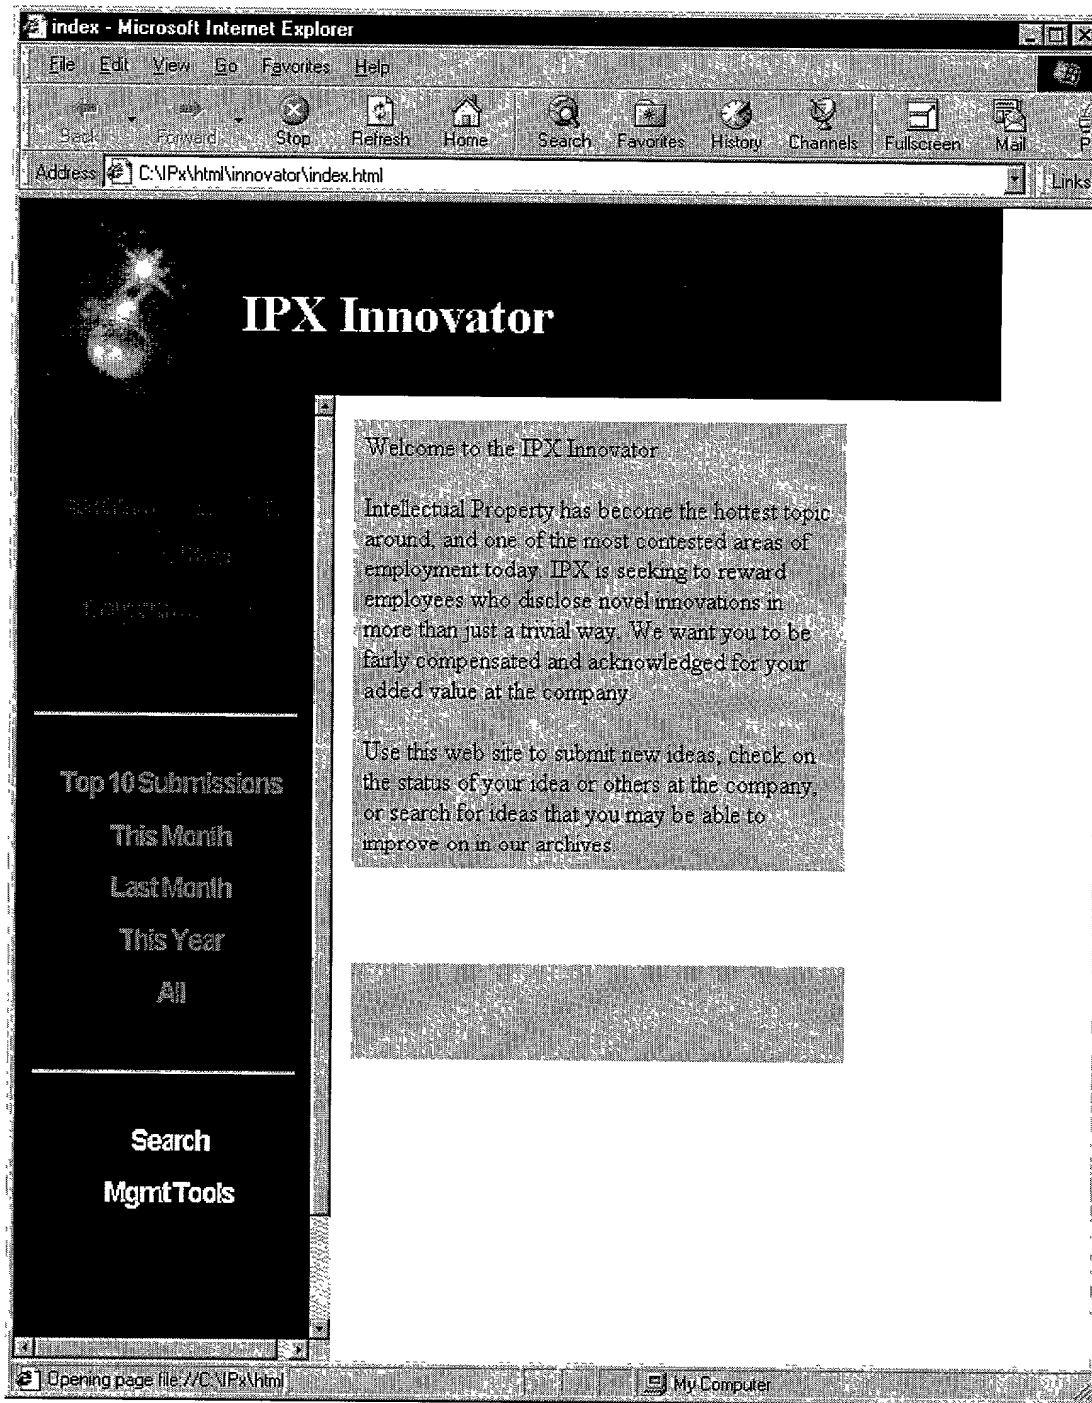 index - Microsoft Internet Explorer
File Edit View Go Favorites Help
Back Forward Stop Refresh Home Search Favorites History Channels Fullscreen Mail P
Address C:\IPx\html\innovator\index.html Links
IPX Innovator
Welcome to the IPX Innovator
Intellectual Property has become the hottest topic
around, and one of the most contested areas of
employment today. IPX is seeking to reward
employees who disclose novel innovations in
more than just a trivial way. We want you to be
fairly compensated and acknowledged for your
added value at the company.
Use this web site to submit new ideas, check on
the status of your idea or others at the company,
or search for ideas that you may be able to
improve on in our archives.
Top 10 Submissions
This Month
Last Month
This Year
All
Search
Mgmt Tools
Opening page file://C:\IPx\html My Computer